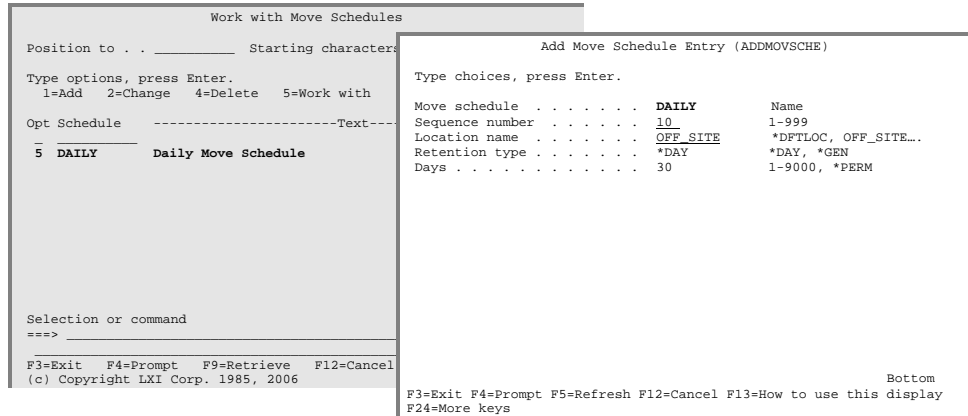 Work with Move Schedules
Position to . . __________ Starting characters
Type options, press Enter.
1=Add 2=Change 4=Delete 5=Work with
Opt Schedule -----------------------Text----
_ __________
5 DAILY Daily Move Schedule
Selection or command
===> 
F3=Exit F4=Prompt F9=Retrieve F12=Cancel
(c) Copyright LXI Corp. 1985, 2006
Add Move Schedule Entry (ADDMOVSCHE)
Type choices, press Enter.
Move schedule . . . . . . . DAILY Name
Sequence number . . . . . . 10 1-999
Location name . . . . . . . OFF_SITE *DFTLOC, OFF_SITE….
Retention type . . . . . . . *DAY *DAY, *GEN
Days . . . . . . . . . . . . 30 1-9000, *PERM
Bottom
F3=Exit F4=Prompt F5=Refresh F12=Cancel F13=How to use this display
F24=More keys